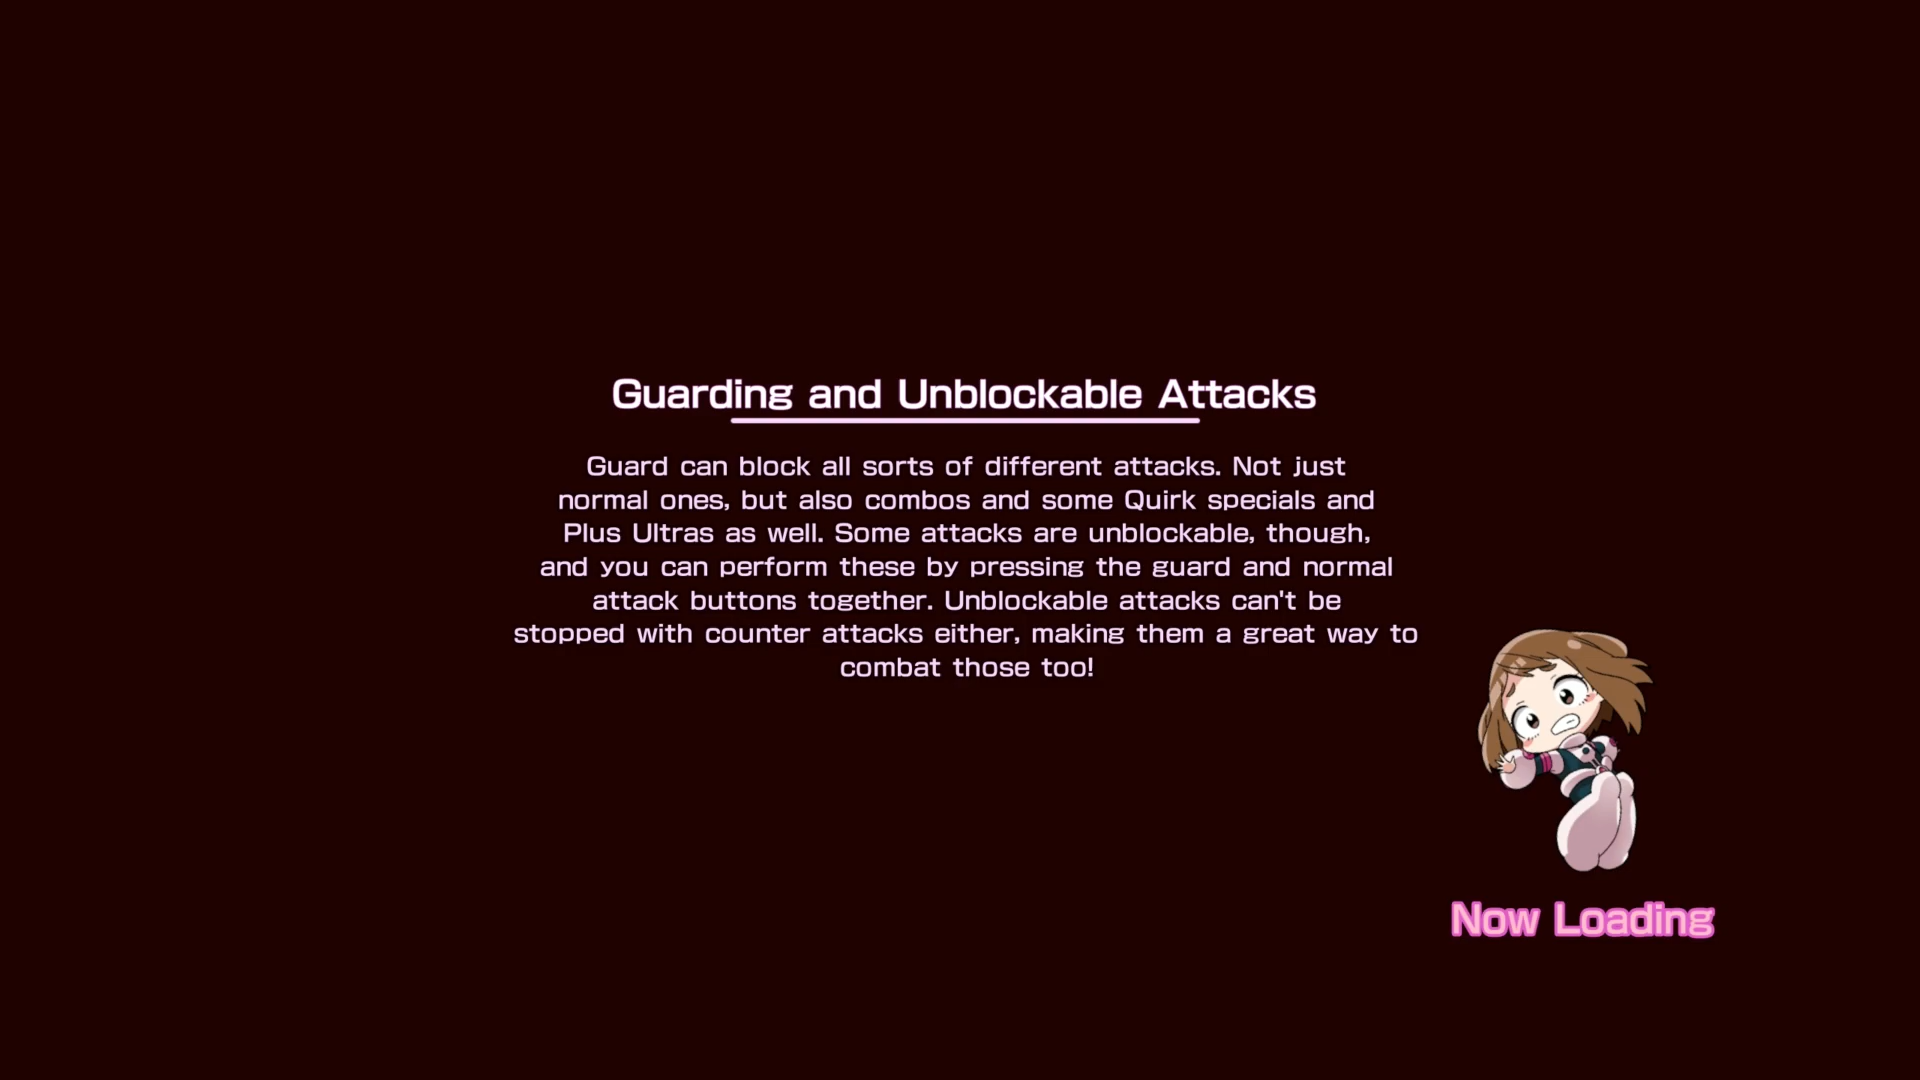 Guarding and Unblockable Attacks
Guard can block all sorts of different attacks. Not just
normal ones, but also combos and some Quirk specials and
Plus Ultras as well. Some attacks are unblockable, though,
and you can perform these by pressing the guard and normal
attack buttons together. Unblockable attacks can't be
stopped with counter attacks either, making them a great way to
combat those too!
Now Loading